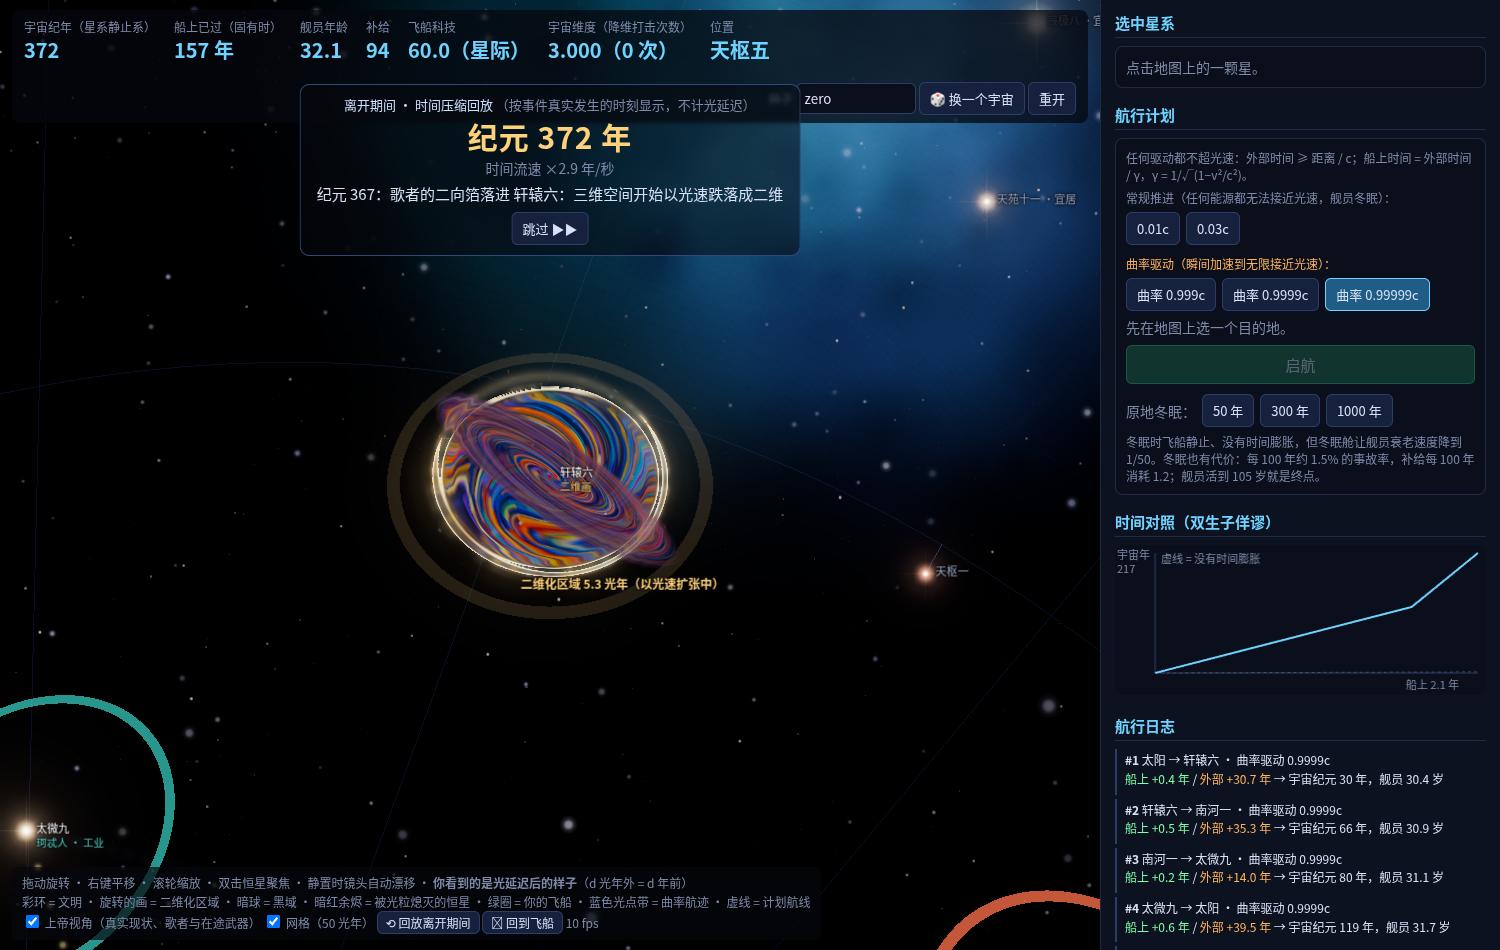 宇宙纪年（星系静止系）
372
船上已过（固有时）
157 年
舰员年龄
32.1
补给
94
飞船科技
60.0（星际）
宇宙维度（降维打击次数）
3.000（0 次）
位置
天枢五
zero
🎲 换一个宇宙
重开
离开期间 · 时间压缩回放 （按事件真实发生的时刻显示，不计光延迟）
纪元 372 年
时间流速 ×2.9 年/秒
纪元 367：歌者的二向箔落进 轩辕六：三维空间开始以光速跌落成二维
跳过 ▶▶
天苑十一 · 宜居
轩辕六
二维画
二维化区域 5.3 光年（以光速扩张中）
天枢一
太微九
· 工业
拖动旋转 · 右键平移 · 滚轮缩放 · 双击恒星聚焦 · 静置时镜头自动漂移 · 你看到的是光延迟后的样子（d 光年外 = d 年前）
彩环 = 文明 · 旋转的画 = 二维化区域 · 暗球 = 黑域 · 暗红余烬 = 被光粒熄灭的恒星 · 绿圈 = 你的飞船 · 蓝色光点带 = 曲率航迹 · 虚线 = 计划航线
上帝视角（真实现状、歌者与在途武器） 网格（50 光年） ⟲ 回放离开期间 回到飞船 10 fps
选中星系
点击地图上的一颗星。
航行计划
任何驱动都不超光速：外部时间 ⩾ 距离 / c；船上时间 = 外部时间
/ γ，γ = 1/√(1−v²/c²)。
常规推进（任何能源都无法接近光速，舰员冬眠）：
0.01c
0.03c
曲率驱动（瞬间加速到无限接近光速）：
曲率 0.999c
曲率 0.9999c
曲率 0.99999c
先在地图上选一个目的地。
启航
原地冬眠：
50 年
300 年
1000 年
冬眠时飞船静止、没有时间膨胀，但冬眠舱让舰员衰老速度降到
1/50。冬眠也有代价：每 100 年约 1.5% 的事故率，补给每 100 年
消耗 1.2；舰员活到 105 岁就是终点。
时间对照（双生子佯谬）
宇宙年
217
虚线 = 没有时间膨胀
船上 2.1 年
航行日志
#1 太阳 → 轩辕六 · 曲率驱动 0.9999c
船上 +0.4 年 / 外部 +30.7 年 → 宇宙纪元 30 年，舰员 30.4 岁
#2 轩辕六 → 南河一 · 曲率驱动 0.9999c
船上 +0.5 年 / 外部 +35.3 年 → 宇宙纪元 66 年，舰员 30.9 岁
#3 南河一 → 太微九 · 曲率驱动 0.9999c
船上 +0.2 年 / 外部 +14.0 年 → 宇宙纪元 80 年，舰员 31.1 岁
#4 太微九 → 太阳 · 曲率驱动 0.9999c
船上 +0.6 年 / 外部 +39.5 年 → 宇宙纪元 119 年，舰员 31.7 岁